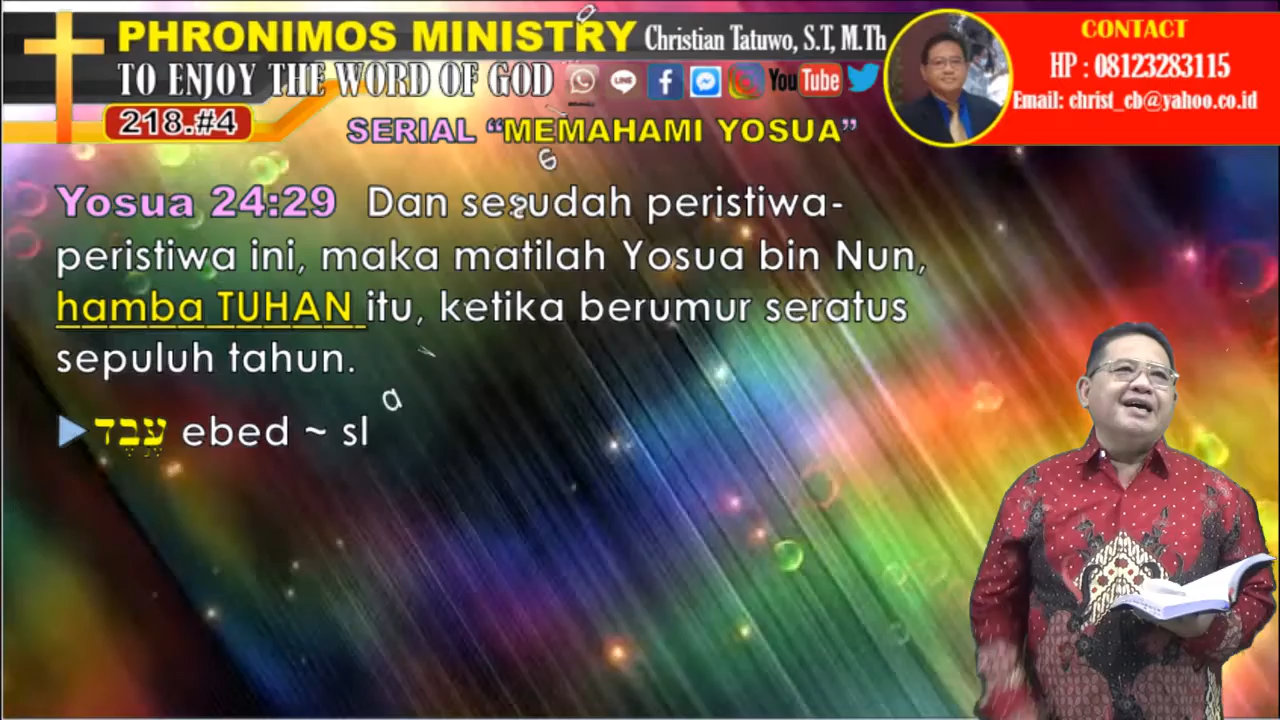 PHRONIMOS MINISTRY Christian Tatuwo, S.T, M.Th
TO ENJOY THE WORD OF GOD
You Tube
218.#4
SERIAL “MEMAHAMI YOSUA”
CONTACT
HP : 08123283115
Email: christ_cb@yahoo.co.id
Yosua 24:29 Dan sesudah peristiwa-
peristiwa ini, maka matilah Yosua bin Nun,
hamba TUHAN itu, ketika berumur seratus
sepuluh tahun.
עֶ֣בֶד ebed ~ sl